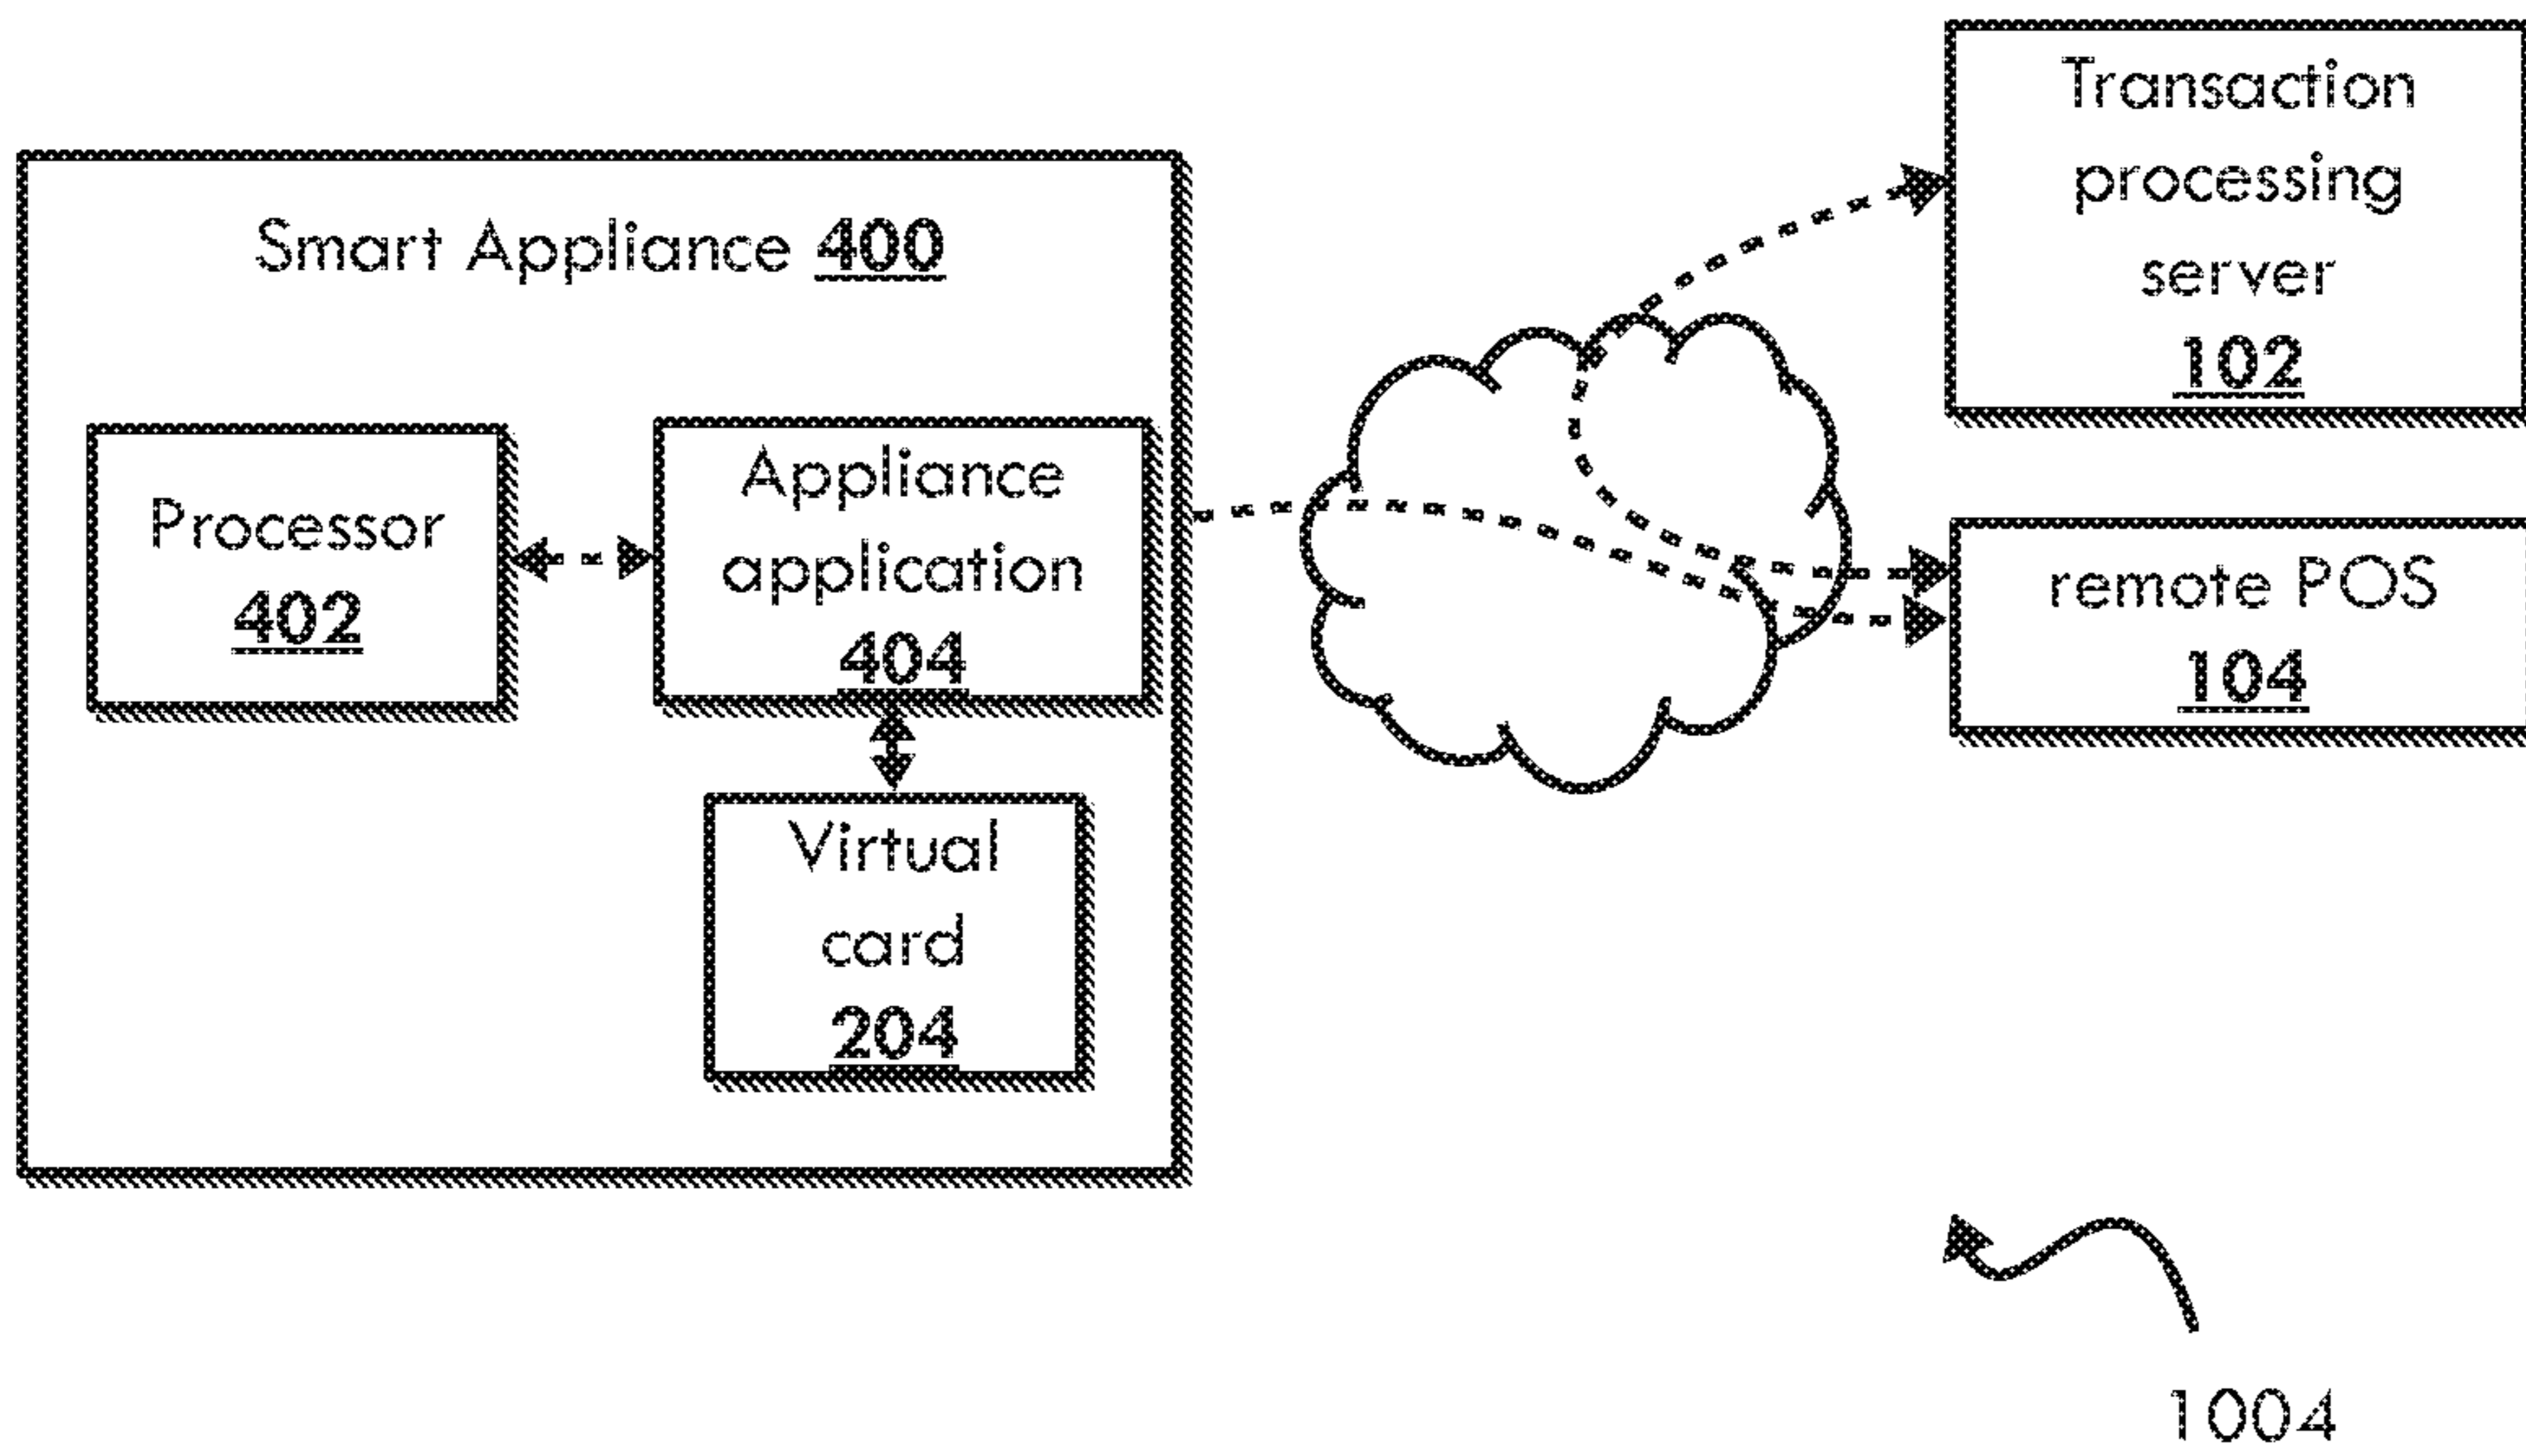 Transaction
processing
server
102
Smart Appliance 400
Processor
402
Appliance
application
404
remote POS
104
Virtual
card
204
1004